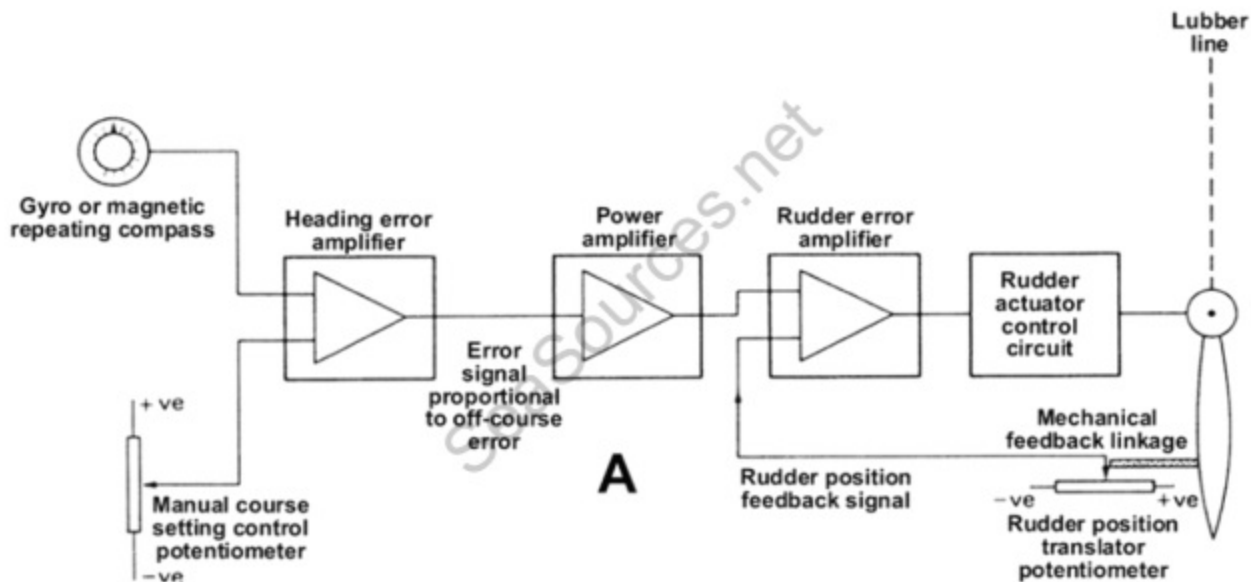 Lubber
line
Gyro or magnetic
repeating compass
Heading error
amplifier
Power
amplifier
Rudder error
amplifier
Rudder
actuator
control
circuit
Error
signal
proportional
to off-course
error
+ ve
Manual course
setting control
potentiometer
-ve
A
Rudder position
feedback signal
Mechanical
feedback linkage
-ve
+ve
Rudder position
translator
potentiometer
SeaSources.net